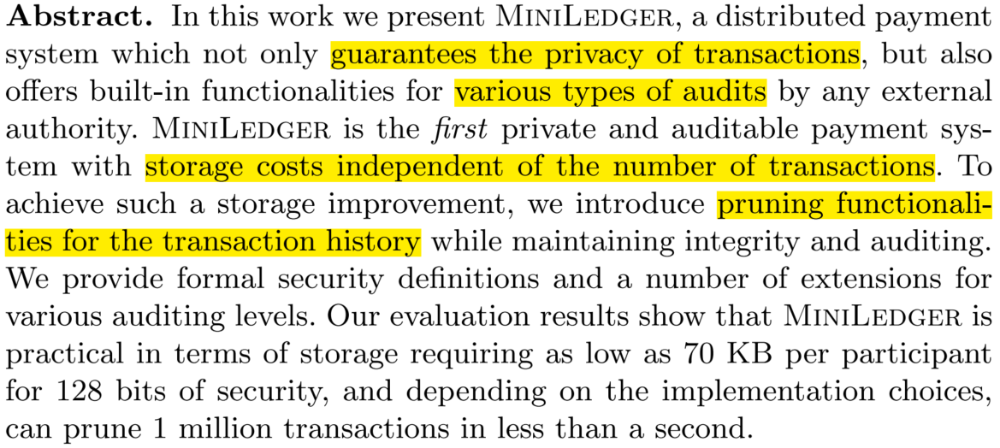 Abstract. In this work we present MINILEDGER, a distributed payment
system which not only guarantees the privacy of transactions, but also
offers built-in functionalities for various types of audits by any external
authority. MINILEDGER is the first private and auditable payment sys-
tem with storage costs independent of the number of transactions. To
achieve such a storage improvement, we introduce pruning functionali-
ties for the transaction history while maintaining integrity and auditing.
We provide formal security definitions and a number of extensions for
various auditing levels. Our evaluation results show that MINILEDGER is
practical in terms of storage requiring as low as 70 KB per participant
for 128 bits of security, and depending on the implementation choices,
can prune 1 million transactions in less than a second.